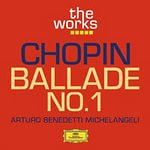 the
works
CHOPIN
BALLADE
NO.1
ARTURO BENEDETTI MICHELANGELI